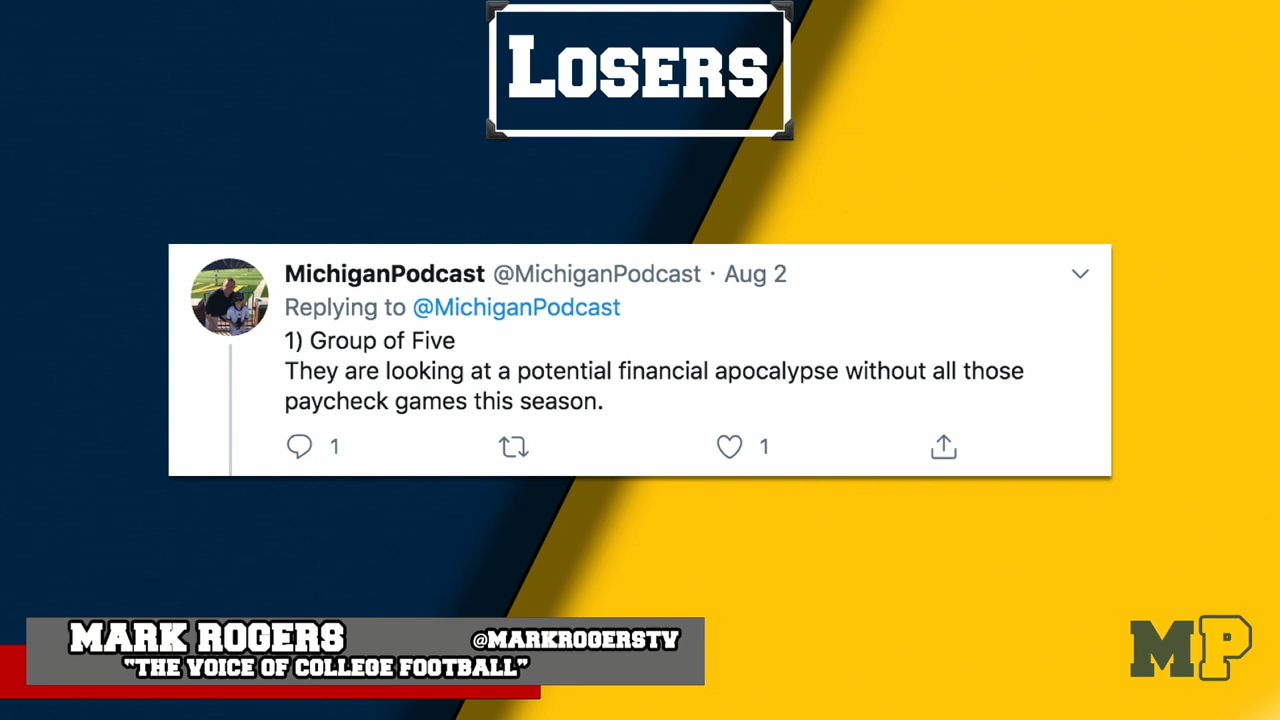 LOSERS
MichiganPodcast @MichiganPodcast · Aug 2
Replying to @MichiganPodcast
1) Group of Five
They are looking at a potential financial apocalypse without all those
paycheck games this season.
1 1
MARK ROGERS @MARKROGERSTV
"THE VOICE OF COLLEGE FOOTBALL"
MP